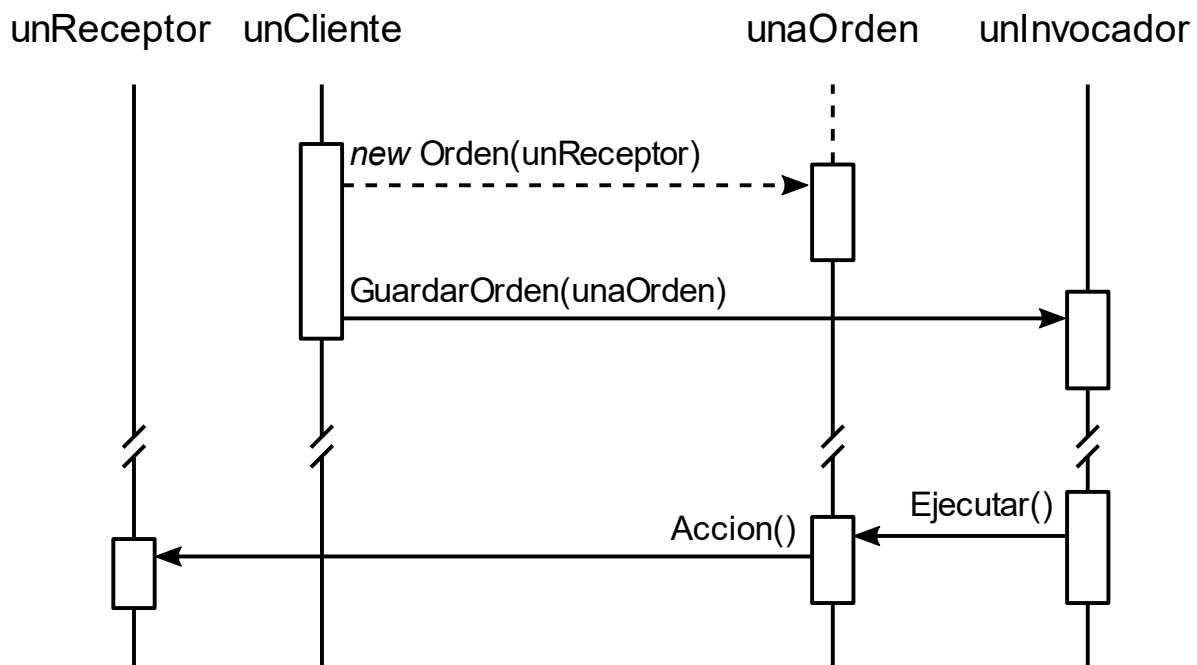 unReceptor unCliente unaOrden unInvocador
new Orden(unReceptor)
GuardarOrden(unaOrden)
Ejecutar()
Accion()